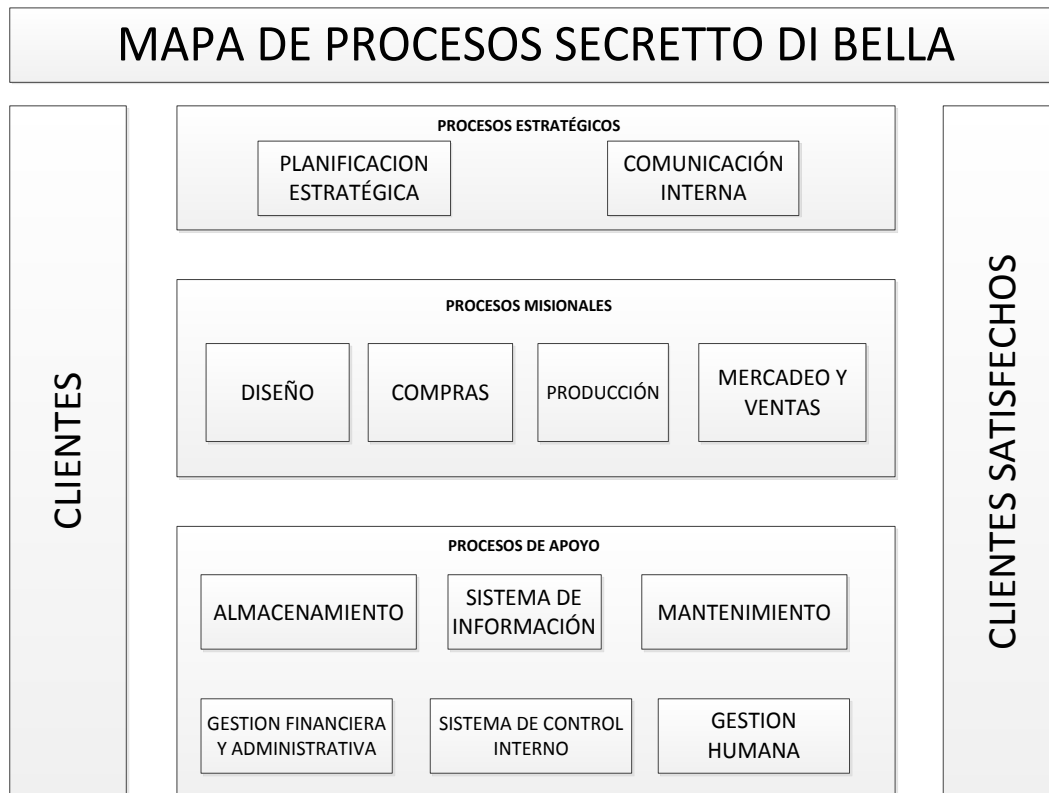 MAPA DE PROCESOS SECRETTO DI BELLA
CLIENTES
PROCESOS ESTRATÉGICOS
PLANIFICACION
ESTRATÉGICA
COMUNICACIÓN
INTERNA
PROCESOS MISIONALES
DISEÑO
COMPRAS
PRODUCCIÓN
MERCADEO Y
VENTAS
PROCESOS DE APOYO
ALMACENAMIENTO
SISTEMA DE
INFORMACIÓN
MANTENIMIENTO
GESTION FINANCIERA
Y ADMINISTRATIVA
SISTEMA DE CONTROL
INTERNO
GESTION
HUMANA
CLIENTES SATISFECHOS